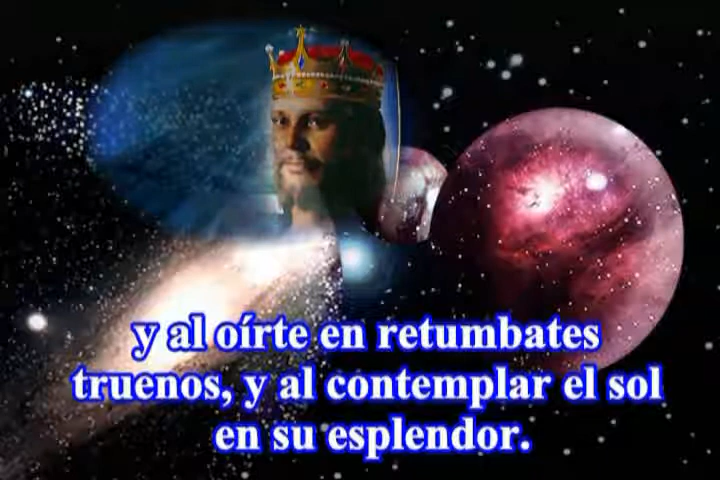 y al oírte en retumbates
truenos, y al contemplar el sol
en su esplendor.